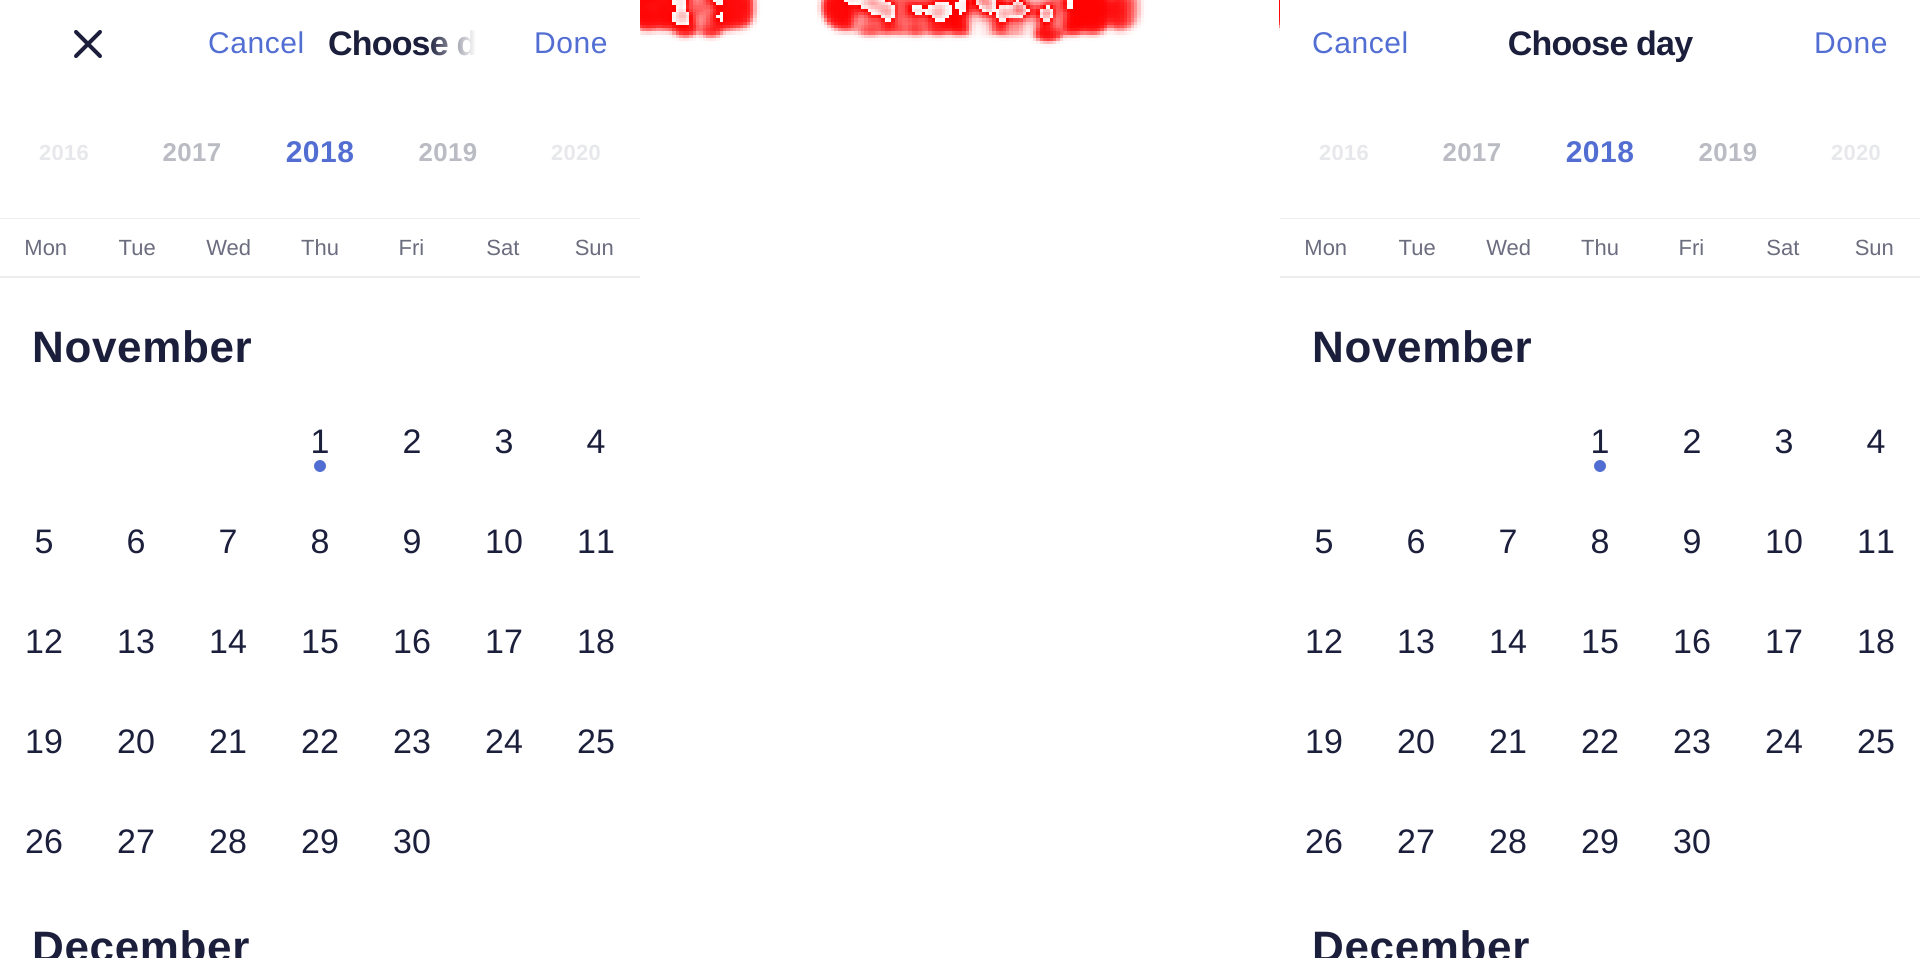 Cancel Choose d Done
2016 2017 2018 2019 2020
Mon Tue Wed Thu Fri Sat Sun
November
1 2 3 4
5 6 7 8 9 10 11
12 13 14 15 16 17 18
19 20 21 22 23 24 25
26 27 28 29 30
December
Cancel Choose day Done
2016 2017 2018 2019 2020
Mon Tue Wed Thu Fri Sat Sun
November
1 2 3 4
5 6 7 8 9 10 11
12 13 14 15 16 17 18
19 20 21 22 23 24 25
26 27 28 29 30
December